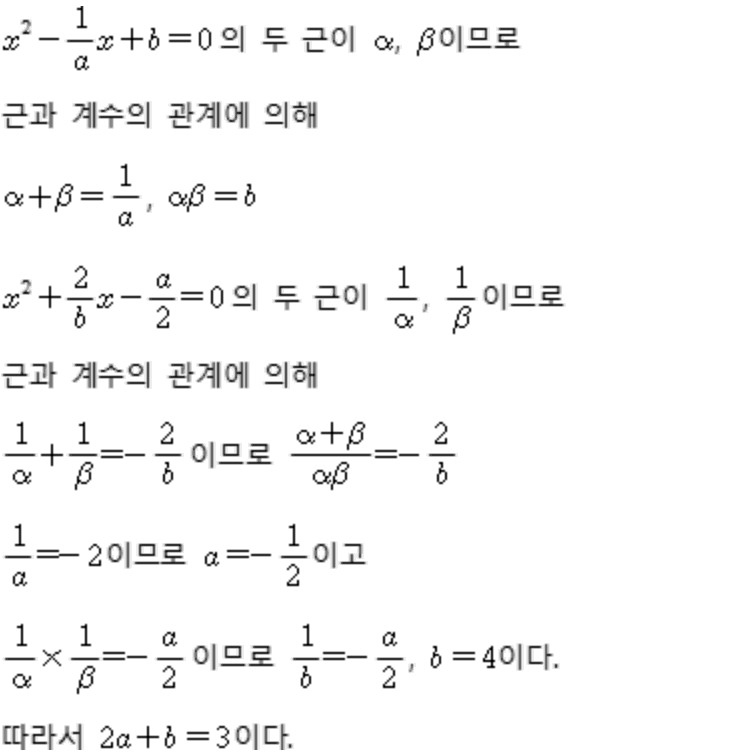 x² - 1/a x + b = 0 의 두 근이 α, β이므로
근과 계수의 관계에 의해
α + β = 1/a, αβ = b
x² + 2/b x - a/2 = 0 의 두 근이 1/α, 1/β 이므로
근과 계수의 관계에 의해
1/α + 1/β = - 2/b 이므로 (α+β)/(αβ) = - 2/b
1/a = - 2이므로 a = - 1/2 이고
1/α × 1/β = - a/2 이므로 1/b = - a/2, b = 4이다.
따라서 2a + b = 3이다.